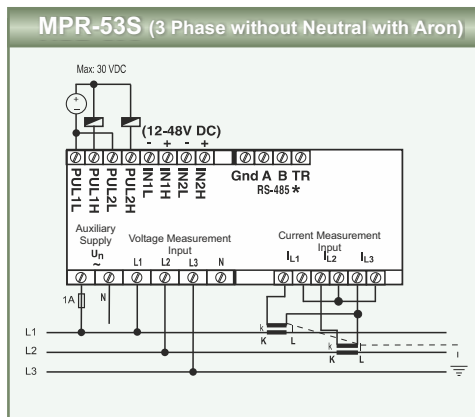 MPR-53S (3 Phase without Neutral with Aron)
Max: 30 VDC
+
-
(12-48V DC)
- + - +
PUL1L PUL1H PUL2L PUL2H IN1L IN1H IN2L IN2H
Gnd A B TR
RS-485 *
Auxiliary Supply
Un
~
Voltage Measurement Input
L1 L2 L3 N
Current Measurement Input
IL1 IL2 IL3
1A
N
L1
k l
K L
L2
k l
K L
L3